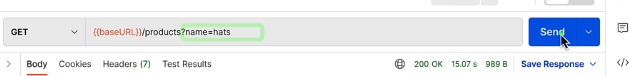 GET {{baseURL}}/products?name=hats Send
Body Cookies Headers (7) Test Results 200 OK 15.07 s 989 B Save Response